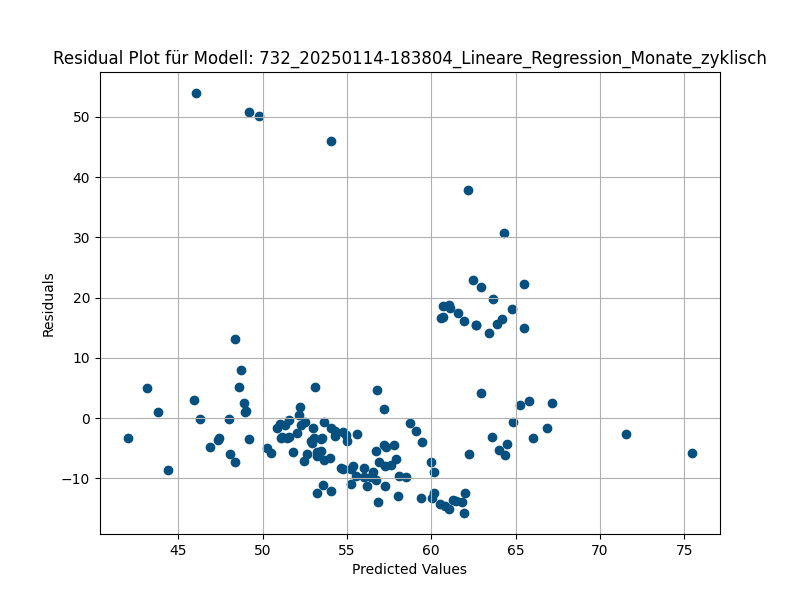 Residual Plot für Modell: 732_20250114-183804_Lineare_Regression_Monate_zyklisch
50
40
30
20
10
0
−10
Residuals
45 50 55 60 65 70 75
Predicted Values